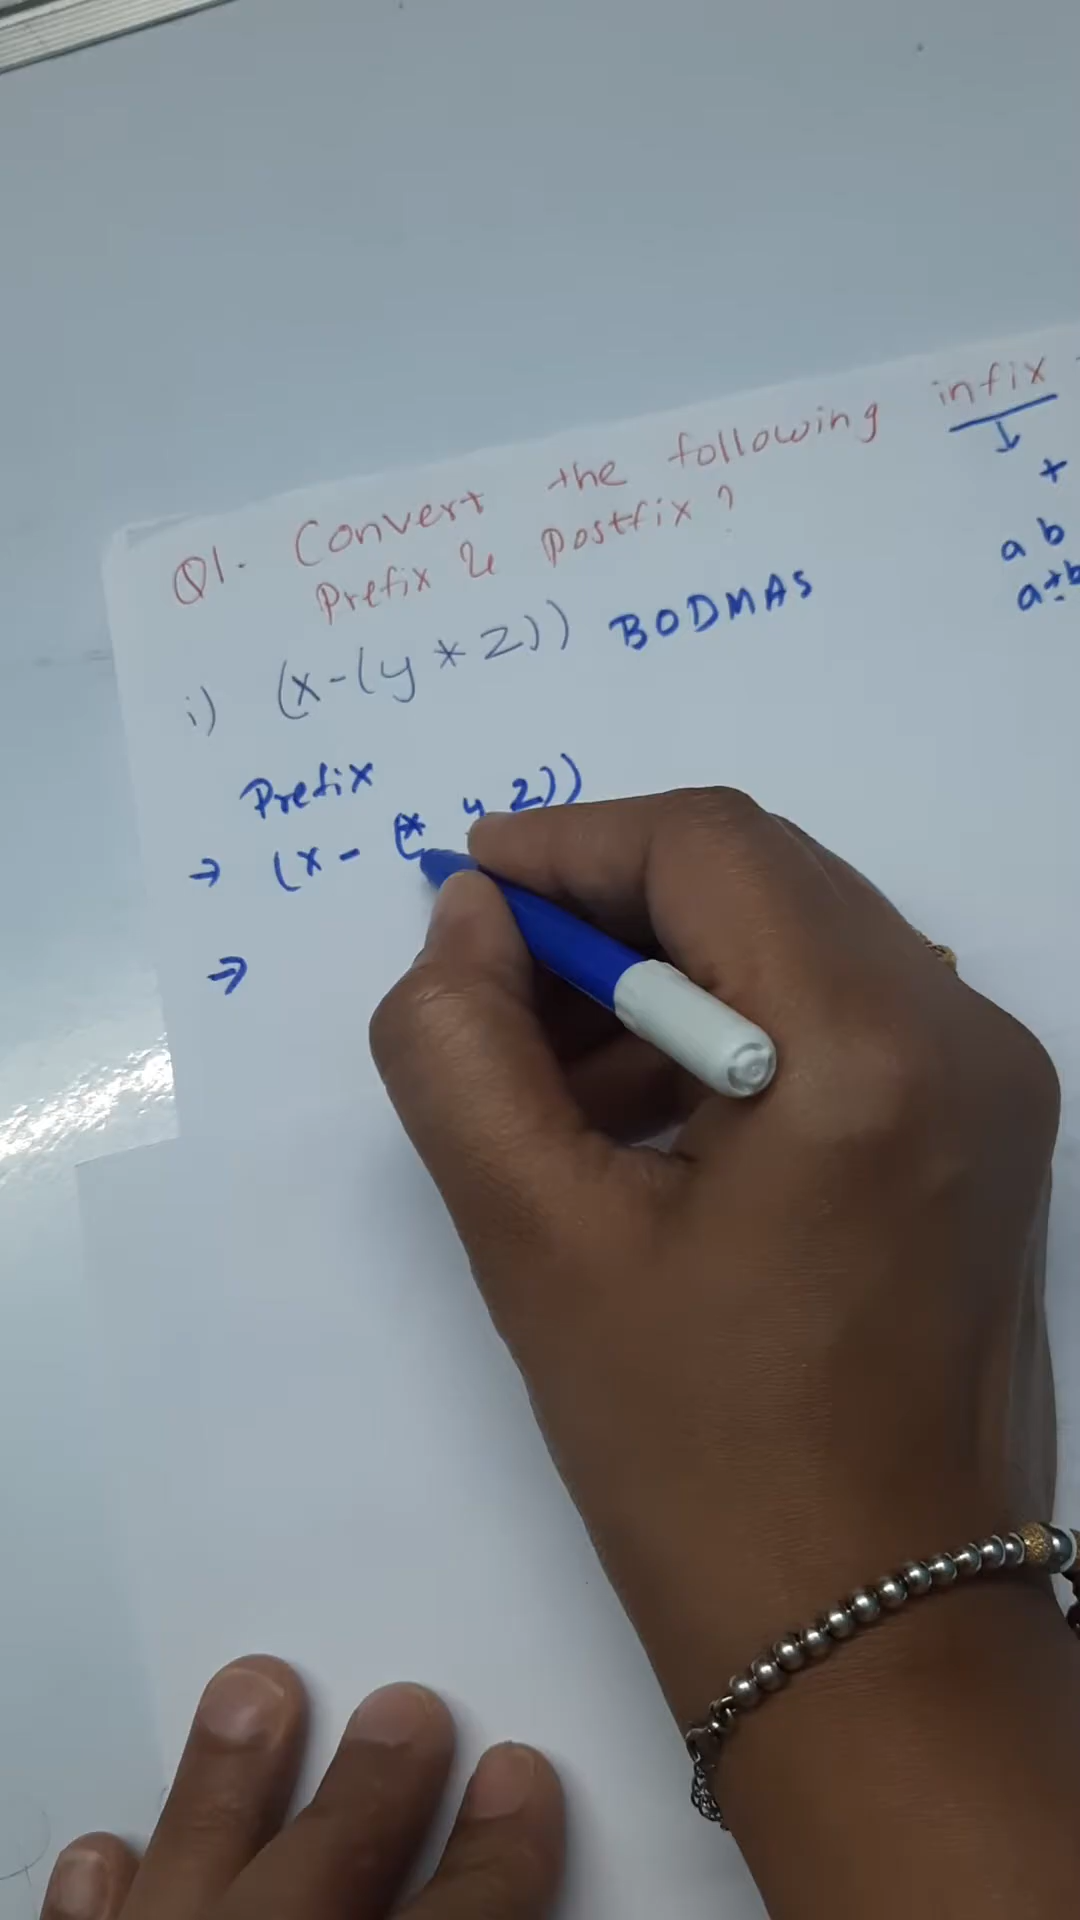 Q1. Convert the following infix
Prefix & Postfix?
i) (x-(y*z)) BODMAS
+
a b
a*b
Prefix
→ (x - (* y z))
→